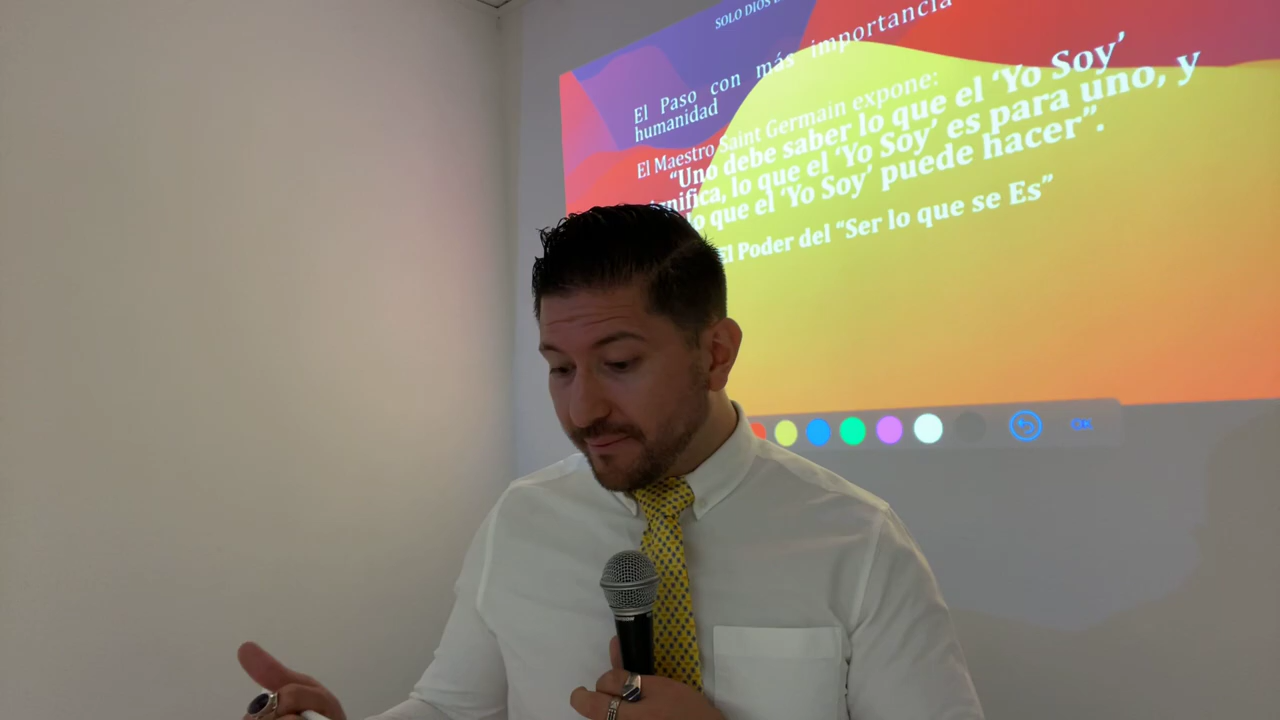 SOLO DIOS
El Paso con más importancia
humanidad
El Maestro Saint Germain expone:
“Uno debe saber lo que el ‘Yo Soy’
lo que el ‘Yo Soy’ es para uno, y
lo que el ‘Yo Soy’ puede hacer”.
El Poder del “Ser lo que se Es”